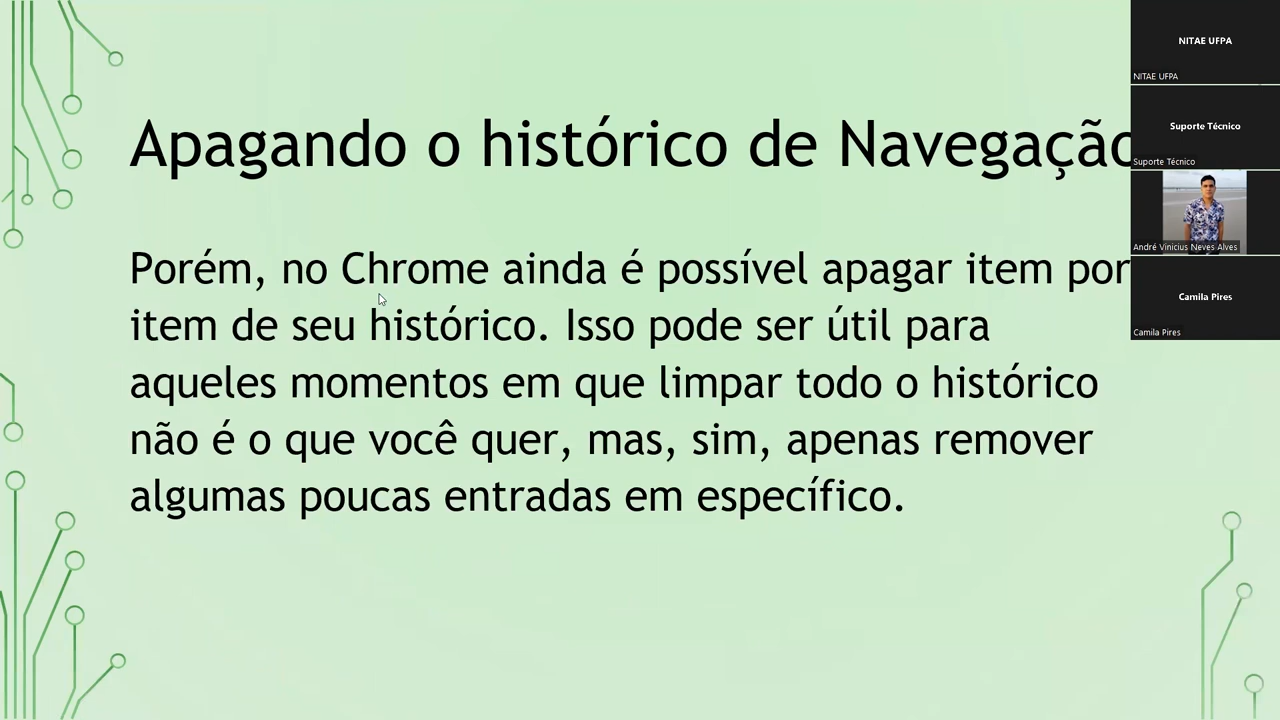 Apagando o histórico de Navegação
Porém, no Chrome ainda é possível apagar item por
item de seu histórico. Isso pode ser útil para
aqueles momentos em que limpar todo o histórico
não é o que você quer, mas, sim, apenas remover
algumas poucas entradas em específico.
NITAE UFPA
NITAE UFPA
Suporte Técnico
Suporte Técnico
André Vinicius Neves Alves
Camila Pires
Camila Pires